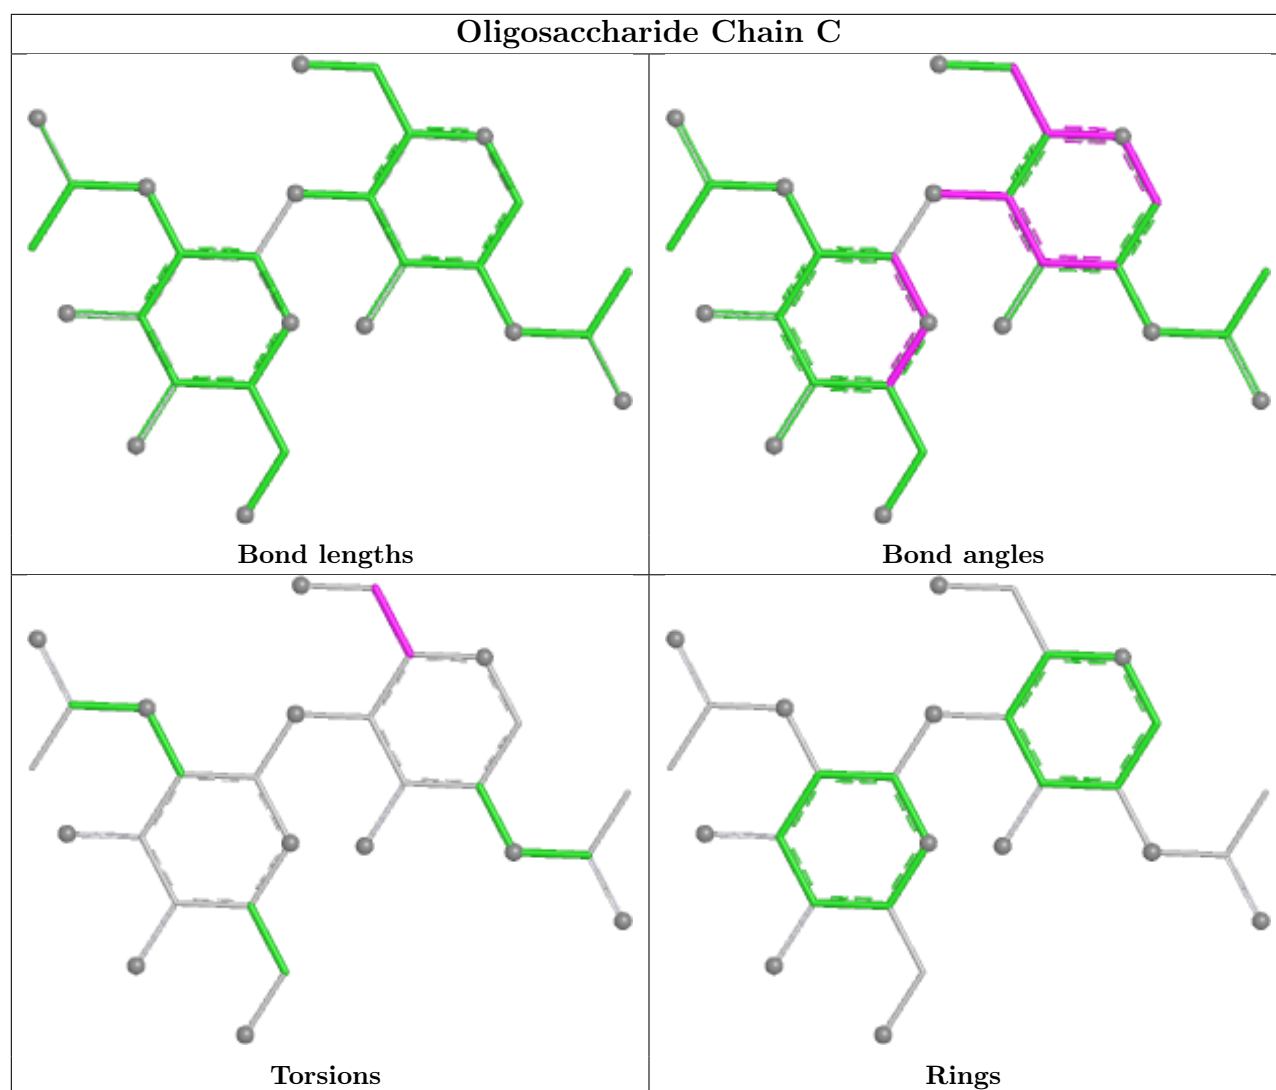 Oligosaccharide Chain C
Bond lengths
Bond angles
Torsions
Rings